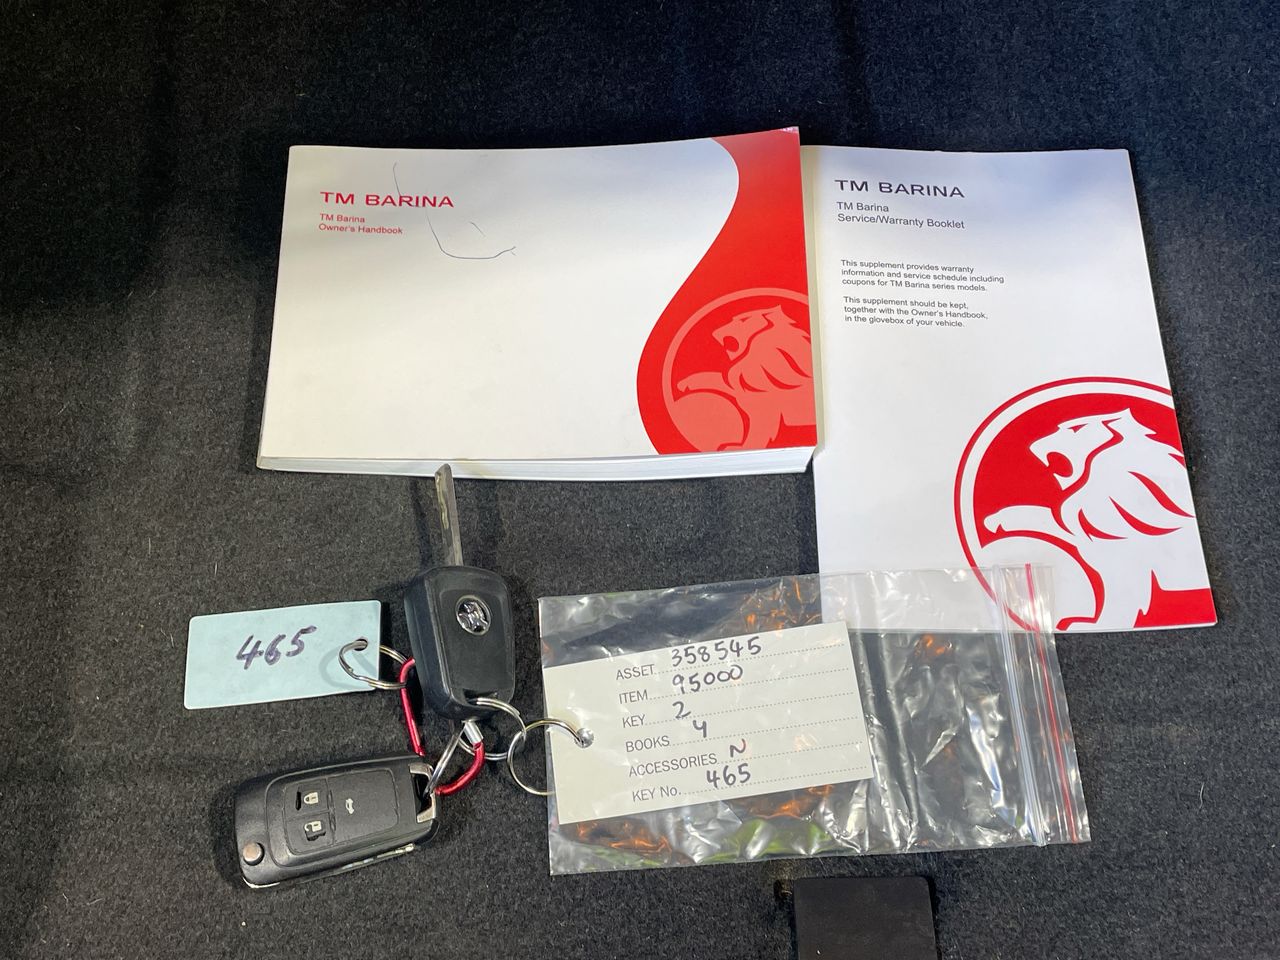 TM BARINA
TM Barina
Owner's Handbook
TM BARINA
TM Barina
Service/Warranty Booklet
This supplement provides warranty
information and service schedule including
coupons for TM Barina series models.
This supplement should be kept,
together with the Owner's Handbook,
in the glovebox of your vehicle.
465
ASSET 358545
ITEM 95000
KEY 2
BOOKS 4
ACCESSORIES N
KEY No. 465